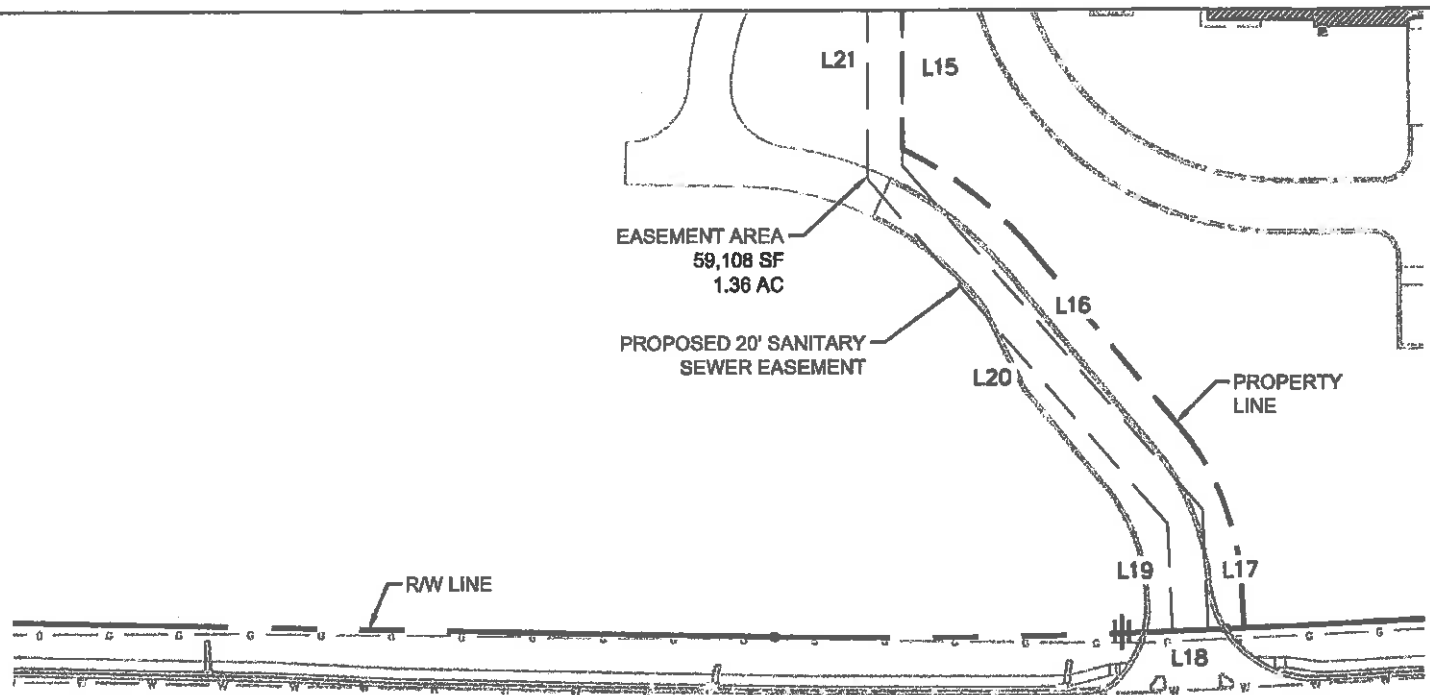 L21
L15
EASEMENT AREA
59,108 SF
1.36 AC
L16
PROPOSED 20' SANITARY
SEWER EASEMENT
L20
PROPERTY
LINE
R/W LINE
L19
L17
G G G G G G G G G G G G
L18
W W W W W W W W W W W W